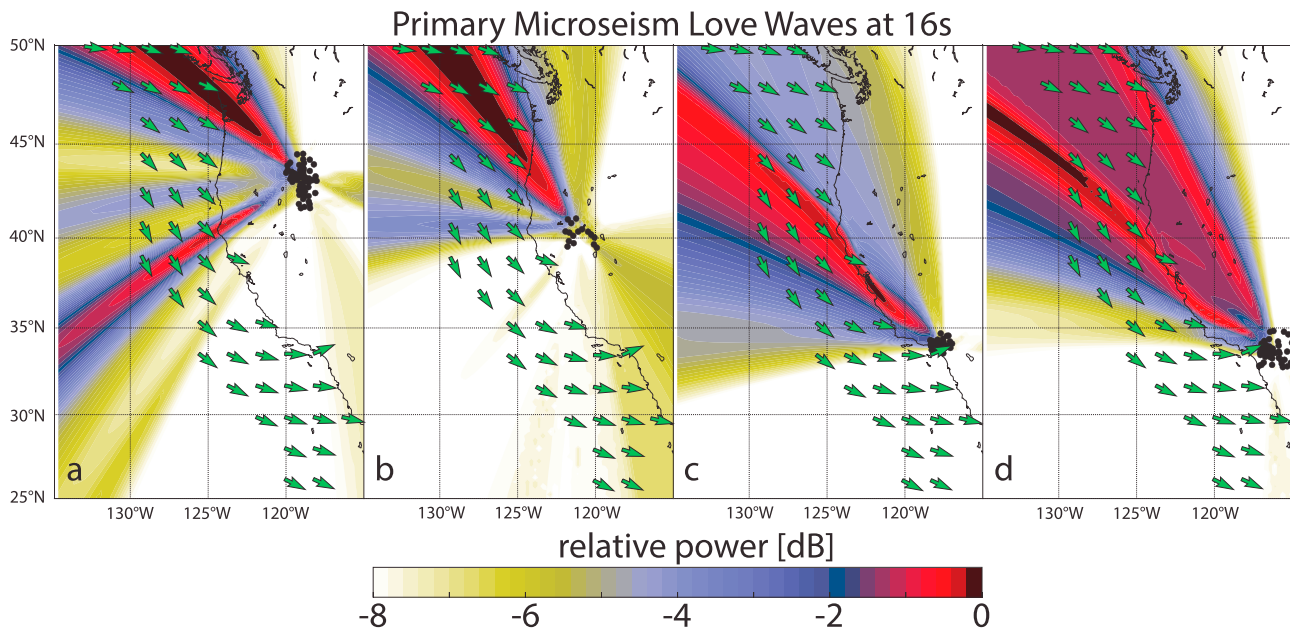 Primary Microseism Love Waves at 16s
50°N
45°N
40°N
35°N
30°N
25°N
a
b
c
d
130°W 125°W 120°W 130°W 125°W 120°W 130°W 125°W 120°W 130°W 125°W 120°W
relative power [dB]
-8 -6 -4 -2 0